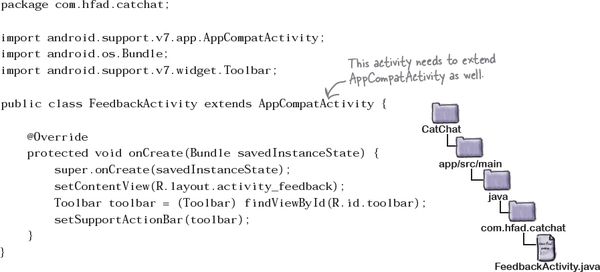 package com.hfad.catchat;
import android.support.v7.app.AppCompatActivity;
import android.os.Bundle;
import android.support.v7.widget.Toolbar;
This activity needs to extend
AppCompatActivity as well.
public class FeedbackActivity extends AppCompatActivity {
@Override
protected void onCreate(Bundle savedInstanceState) {
super.onCreate(savedInstanceState);
setContentView(R.layout.activity_feedback);
Toolbar toolbar = (Toolbar) findViewById(R.id.toolbar);
setSupportActionBar(toolbar);
}
}
CatChat
app/src/main
java
com.hfad.catchat
FeedbackActivity.java